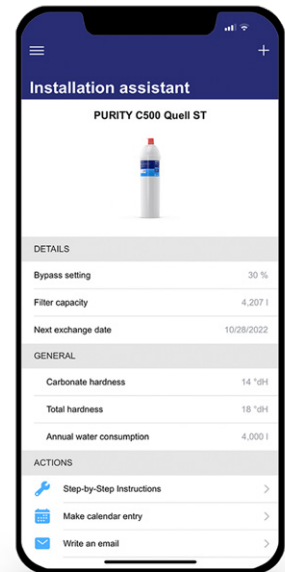 Installation assistant
PURITY C500 Quell ST
DETAILS
Bypass setting 30 %
Filter capacity 4,207 l
Next exchange date 10/28/2022
GENERAL
Carbonate hardness 14 °dH
Total hardness 18 °dH
Annual water consumption 4,000 l
ACTIONS
Step-by-Step Instructions
Make calendar entry
Write an email